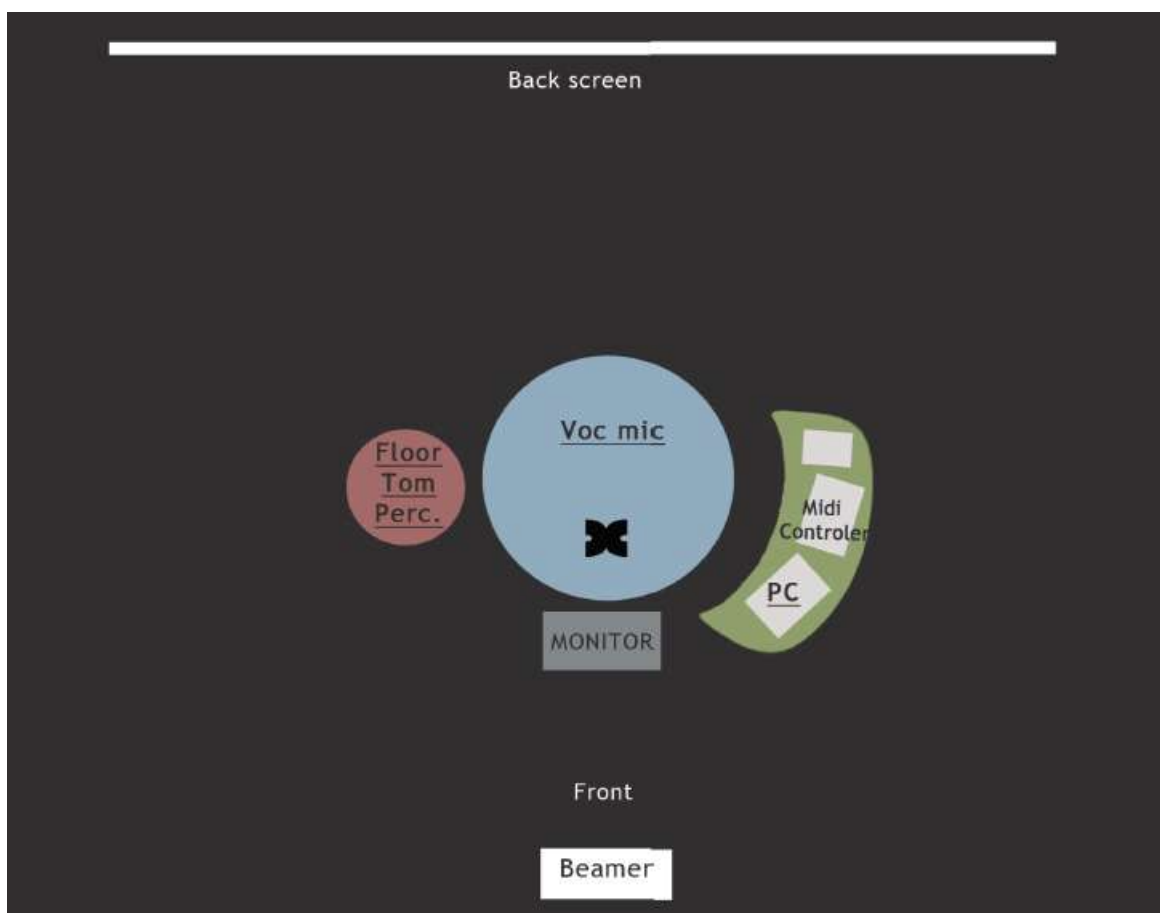 Back screen
Voc mic
Floor
Tom
Perc.
Midi
Controler
PC
MONITOR
Front
Beamer